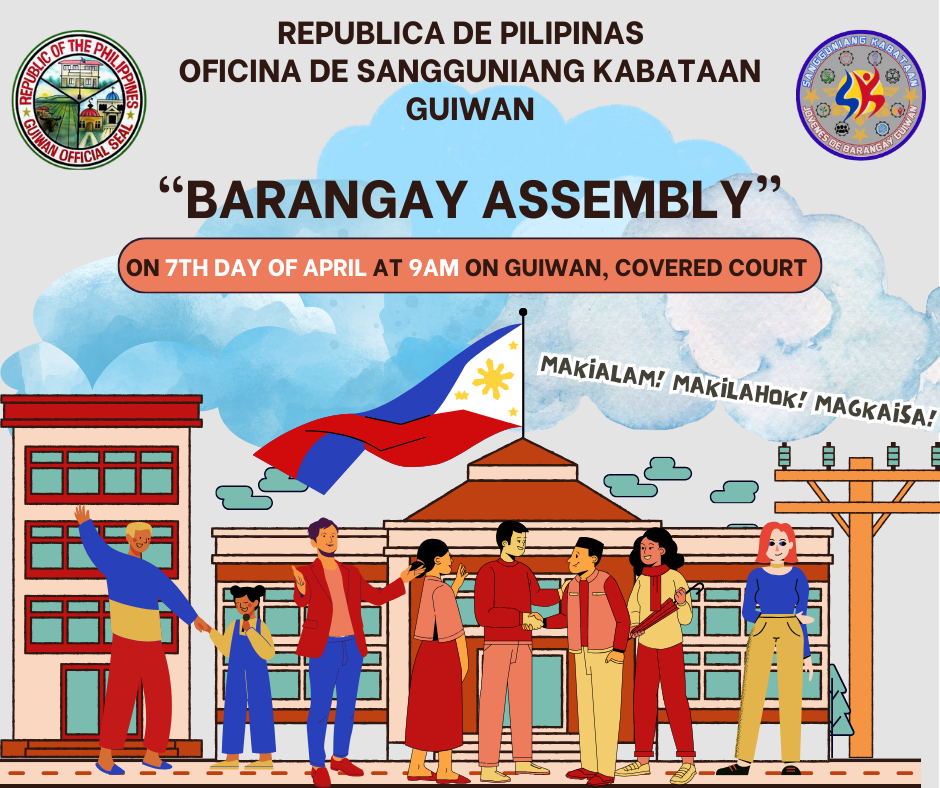 REPUBLICA DE PILIPINAS
OFICINA DE SANGGUNIANG KABATAAN
GUIWAN
REPUBLIC OF THE PHILIPPINES
GUIWAN OFFICIAL SEAL
SANGGUNIANG KABATAAN
SK
JOVENES DE BARANGAY GUIWAN
“BARANGAY ASSEMBLY”
ON 7TH DAY OF APRIL AT 9AM ON GUIWAN, COVERED COURT
MAKIALAM! MAKILAHOK! MAGKAISA!